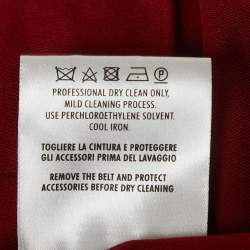 PROFESSIONAL DRY CLEAN ONLY,
MILD CLEANING PROCESS.
USE PERCHLOROETHYLENE SOLVENT.
COOL IRON.
TOGLIERE LA CINTURA E PROTEGGERE
GLI ACCESSORI PRIMA DEL LAVAGGIO
REMOVE THE BELT AND PROTECT
ACCESSORIES BEFORE DRY CLEANING